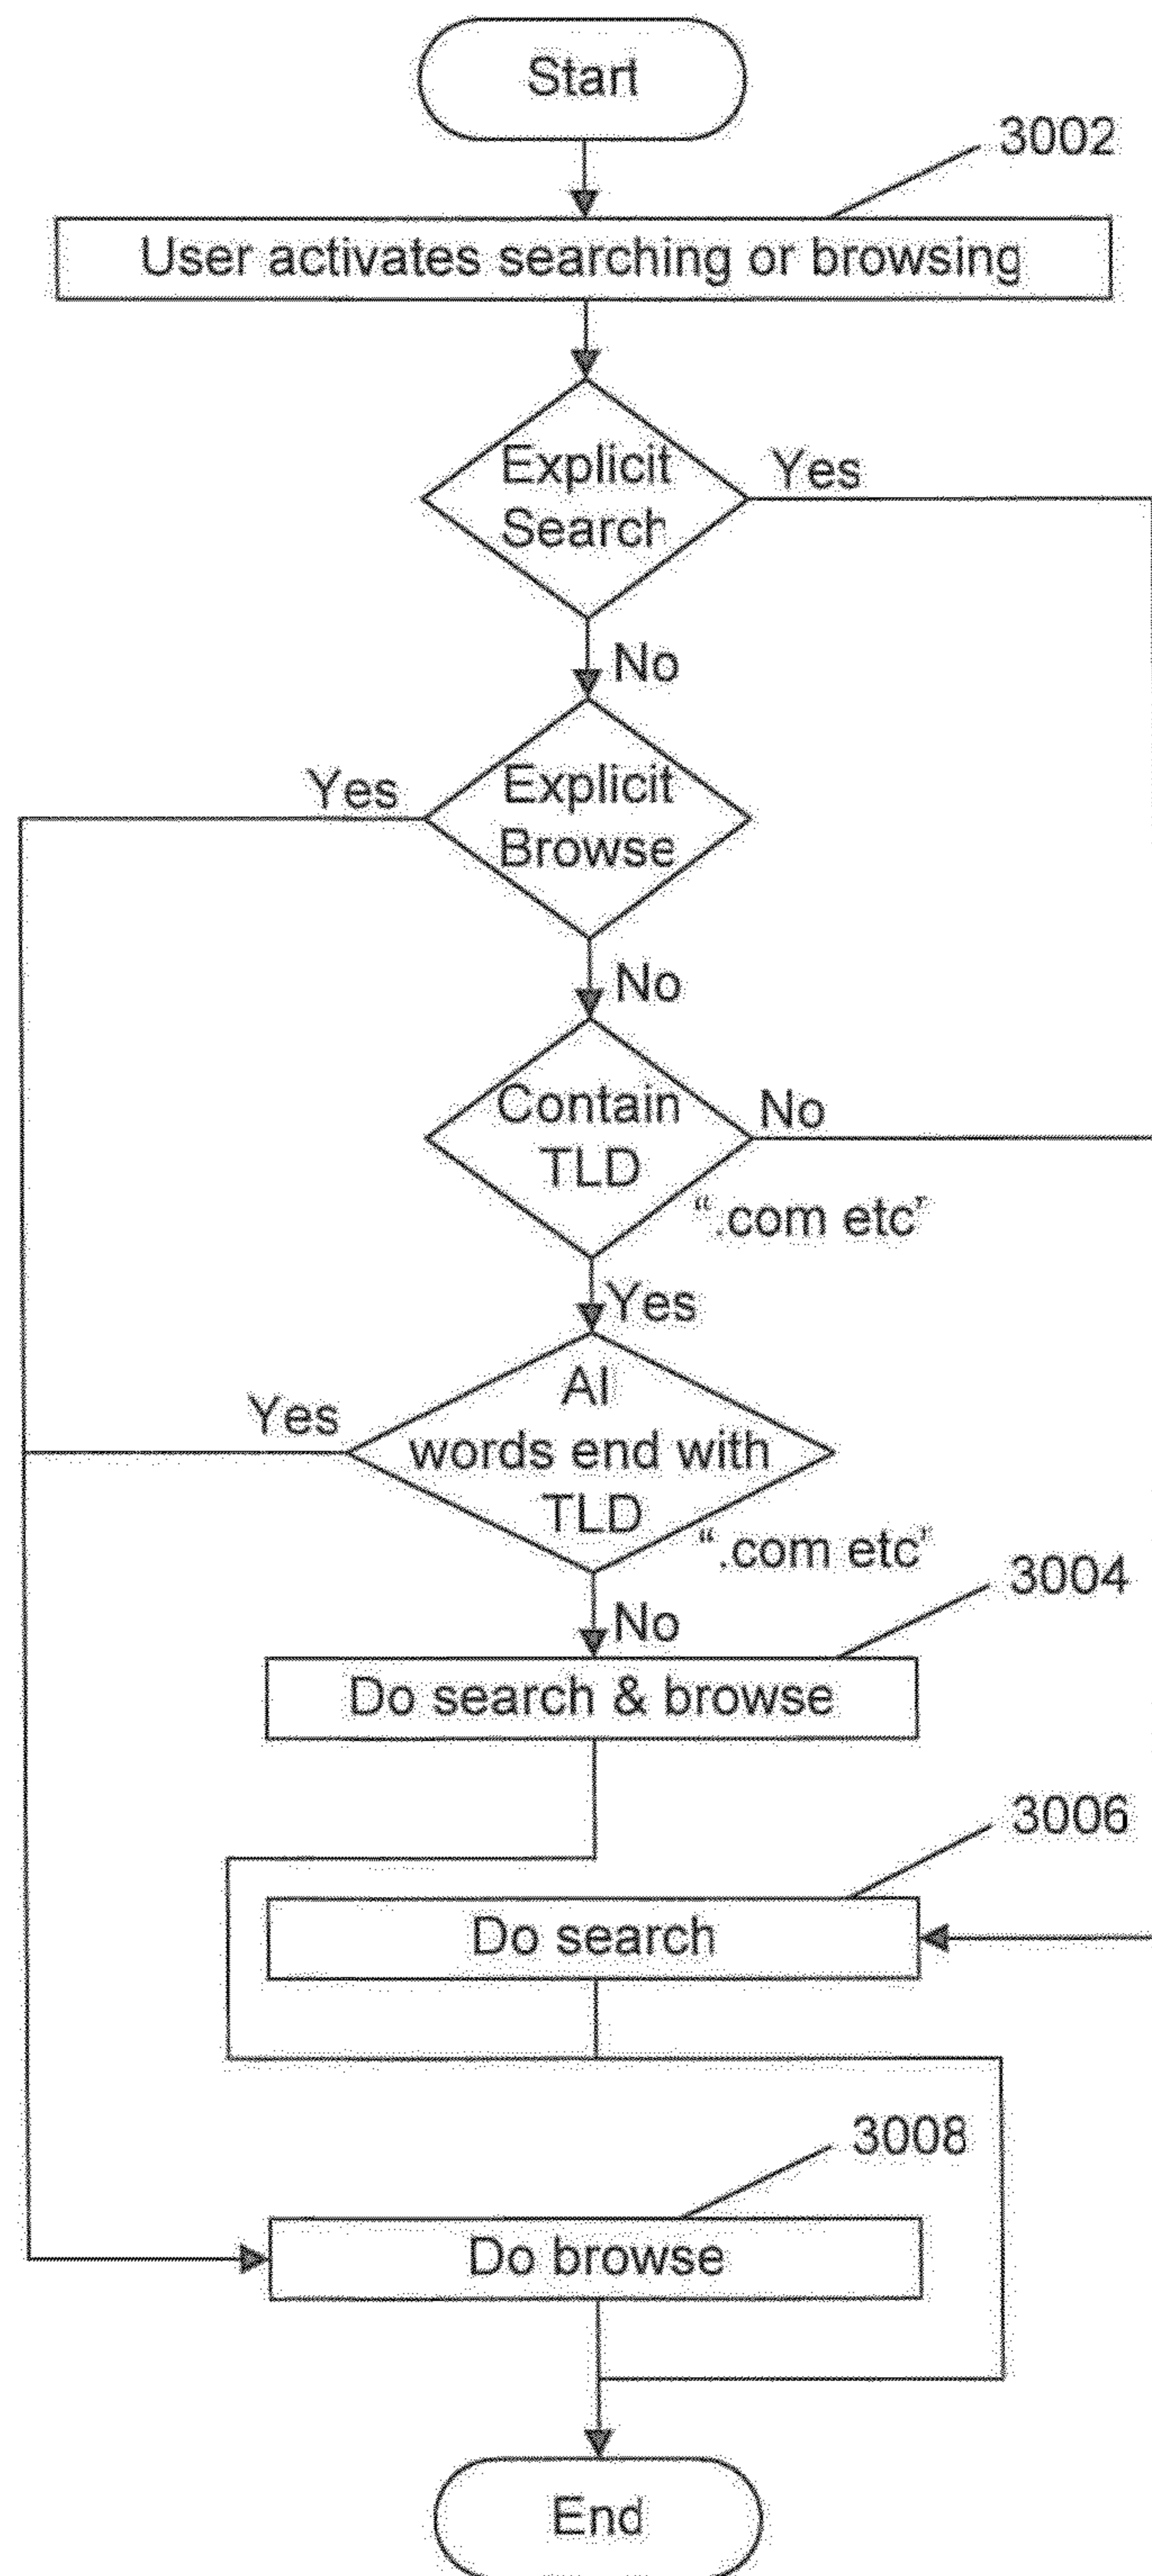 Start
3002
User activates searching or browsing
Explicit
Search
Yes
No
Explicit
Browse
Yes
No
Contain
TLD
No
“.com etc”
Yes
Al
words end with
TLD
Yes
“.com etc”
No
3004
Do search & browse
3006
Do search
3008
Do browse
End